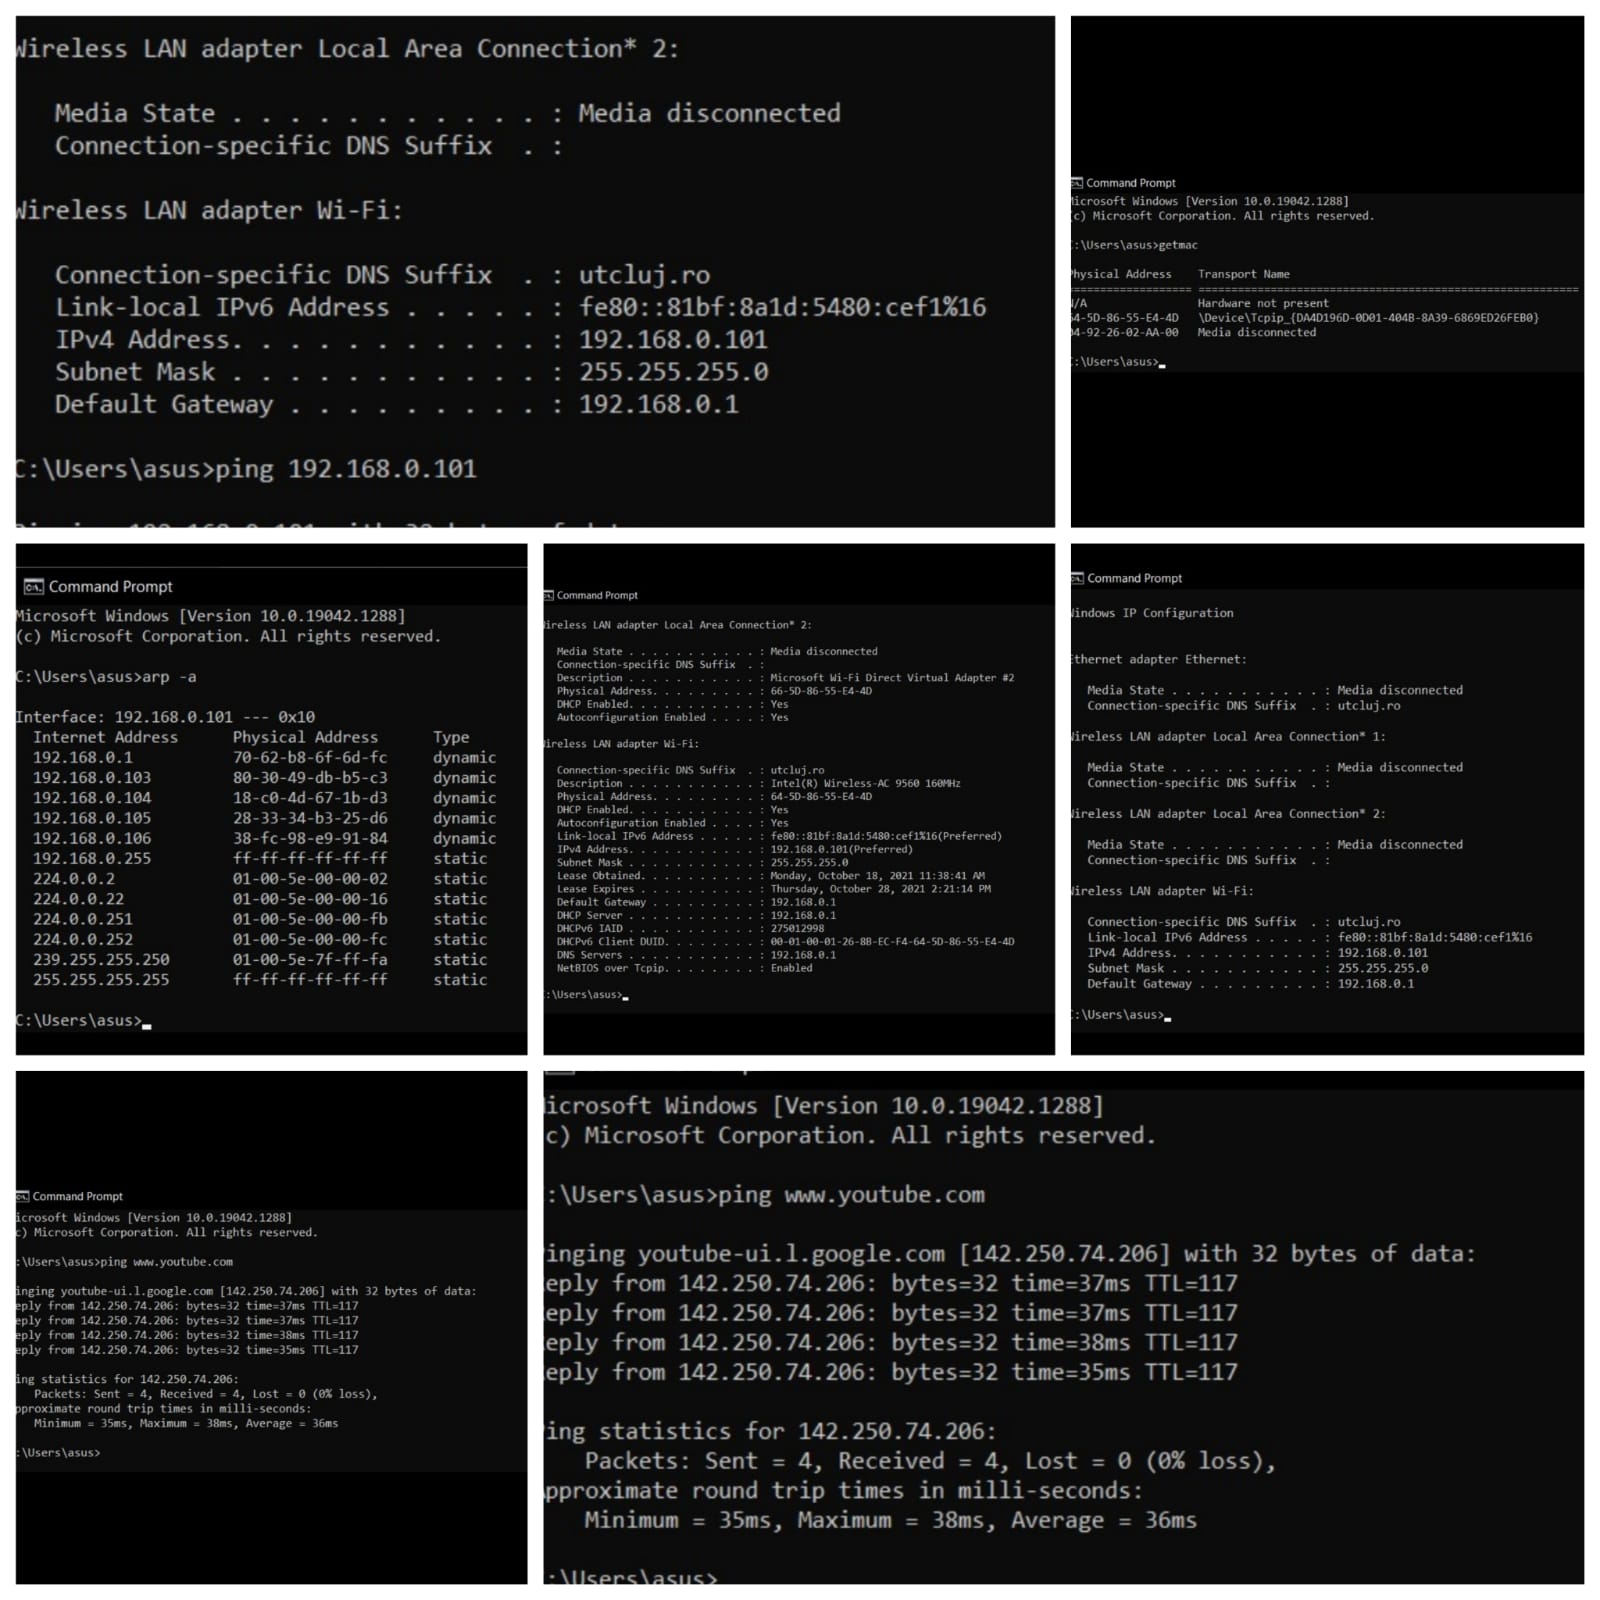 Wireless LAN adapter Local Area Connection* 2:
Media State . . . . . . . . . . . : Media disconnected
Connection-specific DNS Suffix  . :
Wireless LAN adapter Wi-Fi:
Connection-specific DNS Suffix  . : utcluj.ro
Link-local IPv6 Address . . . . . : fe80::81bf:8a1d:5480:cef1%16
IPv4 Address. . . . . . . . . . . : 192.168.0.101
Subnet Mask . . . . . . . . . . . : 255.255.255.0
Default Gateway . . . . . . . . . : 192.168.0.1
C:\Users\asus>ping 192.168.0.101
Command Prompt
Microsoft Windows [Version 10.0.19042.1288]
(c) Microsoft Corporation. All rights reserved.
:\Users\asus>getmac
Physical Address    Transport Name
=================== ==========================================================
N/A                 Hardware not present
64-5D-86-55-E4-4D   \Device\Tcpip_{DA4D196D-0D01-404B-8A39-6869ED26FEB0}
04-92-26-02-AA-00   Media disconnected
:\Users\asus>
Command Prompt
Microsoft Windows [Version 10.0.19042.1288]
(c) Microsoft Corporation. All rights reserved.
C:\Users\asus>arp -a
Interface: 192.168.0.101 --- 0x10
Internet Address      Physical Address      Type
192.168.0.1           70-62-b8-6f-6d-fc     dynamic
192.168.0.103         80-30-49-db-b5-c3     dynamic
192.168.0.104         18-c0-4d-67-1b-d3     dynamic
192.168.0.105         28-33-34-b3-25-d6     dynamic
192.168.0.106         38-fc-98-e9-91-84     dynamic
192.168.0.255         ff-ff-ff-ff-ff-ff     static
224.0.0.2             01-00-5e-00-00-02     static
224.0.0.22            01-00-5e-00-00-16     static
224.0.0.251           01-00-5e-00-00-fb     static
224.0.0.252           01-00-5e-00-00-fc     static
239.255.255.250       01-00-5e-7f-ff-fa     static
255.255.255.255       ff-ff-ff-ff-ff-ff     static
C:\Users\asus>
Command Prompt
Wireless LAN adapter Local Area Connection* 2:
Media State . . . . . . . . . . . : Media disconnected
Connection-specific DNS Suffix  . :
Description . . . . . . . . . . . : Microsoft Wi-Fi Direct Virtual Adapter #2
Physical Address. . . . . . . . . : 66-5D-86-55-E4-4D
DHCP Enabled. . . . . . . . . . . : Yes
Autoconfiguration Enabled . . . . : Yes
Wireless LAN adapter Wi-Fi:
Connection-specific DNS Suffix  . : utcluj.ro
Description . . . . . . . . . . . : Intel(R) Wireless-AC 9560 160MHz
Physical Address. . . . . . . . . : 64-5D-86-55-E4-4D
DHCP Enabled. . . . . . . . . . . : Yes
Autoconfiguration Enabled . . . . : Yes
Link-local IPv6 Address . . . . . : fe80::81bf:8a1d:5480:cef1%16(Preferred)
IPv4 Address. . . . . . . . . . . : 192.168.0.101(Preferred)
Subnet Mask . . . . . . . . . . . : 255.255.255.0
Lease Obtained. . . . . . . . . . : Monday, October 18, 2021 11:38:41 AM
Lease Expires . . . . . . . . . . : Thursday, October 28, 2021 2:21:14 PM
Default Gateway . . . . . . . . . : 192.168.0.1
DHCP Server . . . . . . . . . . . : 192.168.0.1
DHCPv6 IAID . . . . . . . . . . . : 275012998
DHCPv6 Client DUID. . . . . . . . : 00-01-00-01-26-8B-EC-F4-64-5D-86-55-E4-4D
DNS Servers . . . . . . . . . . . : 192.168.0.1
NetBIOS over Tcpip. . . . . . . . : Enabled
:\Users\asus>
Command Prompt
Windows IP Configuration
Ethernet adapter Ethernet:
Media State . . . . . . . . . . . : Media disconnected
Connection-specific DNS Suffix  . : utcluj.ro
Wireless LAN adapter Local Area Connection* 1:
Media State . . . . . . . . . . . : Media disconnected
Connection-specific DNS Suffix  . :
Wireless LAN adapter Local Area Connection* 2:
Media State . . . . . . . . . . . : Media disconnected
Connection-specific DNS Suffix  . :
Wireless LAN adapter Wi-Fi:
Connection-specific DNS Suffix  . : utcluj.ro
Link-local IPv6 Address . . . . . : fe80::81bf:8a1d:5480:cef1%16
IPv4 Address. . . . . . . . . . . : 192.168.0.101
Subnet Mask . . . . . . . . . . . : 255.255.255.0
Default Gateway . . . . . . . . . : 192.168.0.1
:\Users\asus>
Command Prompt
icrosoft Windows [Version 10.0.19042.1288]
c) Microsoft Corporation. All rights reserved.
:\Users\asus>ping www.youtube.com
inging youtube-ui.l.google.com [142.250.74.206] with 32 bytes of data:
eply from 142.250.74.206: bytes=32 time=37ms TTL=117
eply from 142.250.74.206: bytes=32 time=37ms TTL=117
eply from 142.250.74.206: bytes=32 time=38ms TTL=117
eply from 142.250.74.206: bytes=32 time=35ms TTL=117
ing statistics for 142.250.74.206:
Packets: Sent = 4, Received = 4, Lost = 0 (0% loss),
pproximate round trip times in milli-seconds:
Minimum = 35ms, Maximum = 38ms, Average = 36ms
:\Users\asus>
icrosoft Windows [Version 10.0.19042.1288]
c) Microsoft Corporation. All rights reserved.
:\Users\asus>ping www.youtube.com
inging youtube-ui.l.google.com [142.250.74.206] with 32 bytes of data:
eply from 142.250.74.206: bytes=32 time=37ms TTL=117
eply from 142.250.74.206: bytes=32 time=37ms TTL=117
eply from 142.250.74.206: bytes=32 time=38ms TTL=117
eply from 142.250.74.206: bytes=32 time=35ms TTL=117
ing statistics for 142.250.74.206:
Packets: Sent = 4, Received = 4, Lost = 0 (0% loss),
pproximate round trip times in milli-seconds:
Minimum = 35ms, Maximum = 38ms, Average = 36ms
:\Users\asus>